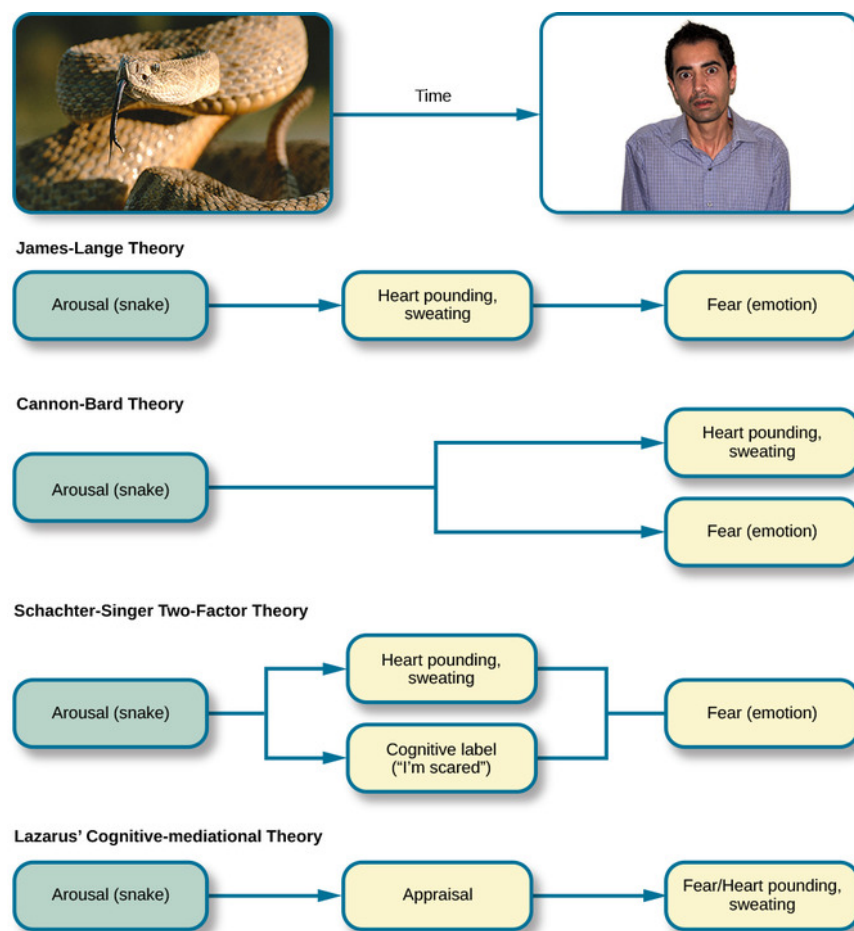 Time
James-Lange Theory
Arousal (snake)
Heart pounding,
sweating
Fear (emotion)
Cannon-Bard Theory
Arousal (snake)
Heart pounding,
sweating
Fear (emotion)
Schachter-Singer Two-Factor Theory
Arousal (snake)
Heart pounding,
sweating
Cognitive label
(“I’m scared”)
Fear (emotion)
Lazarus’ Cognitive-mediational Theory
Arousal (snake)
Appraisal
Fear/Heart pounding,
sweating